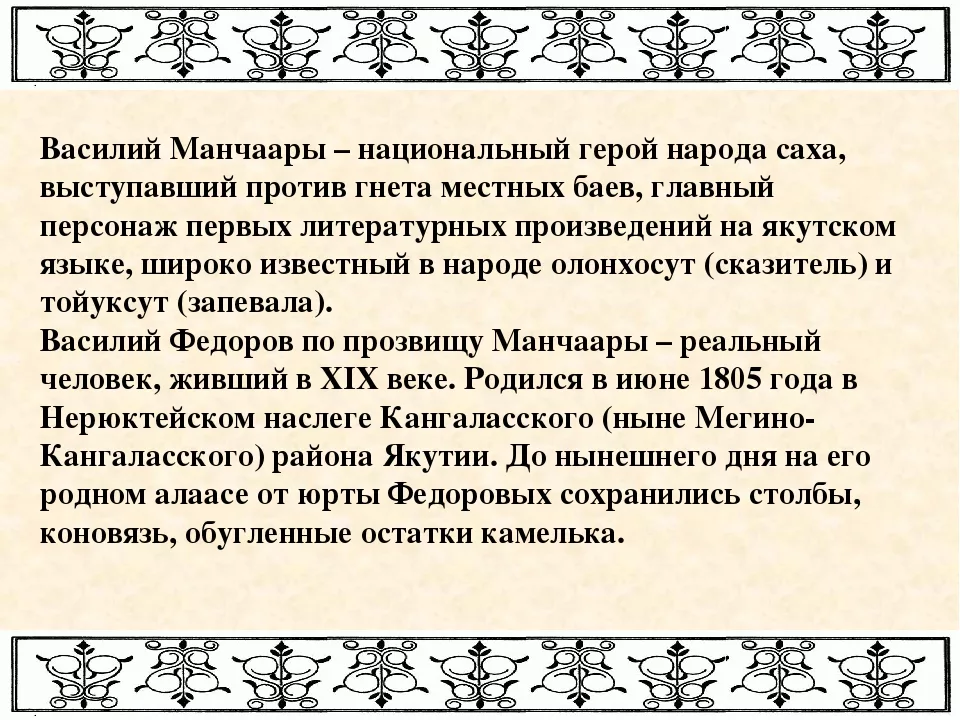 Василий Манчаары – национальный герой народа саха,
выступавший против гнета местных баев, главный
персонаж первых литературных произведений на якутском
языке, широко известный в народе олонхосут (сказитель) и
тойуксут (запевала).
Василий Федоров по прозвищу Манчаары – реальный
человек, живший в XIX веке. Родился в июне 1805 года в
Нерюктейском наслеге Кангаласского (ныне Мегино-
Кангаласского) района Якутии. До нынешнего дня на его
родном алаасе от юрты Федоровых сохранились столбы,
коновязь, обугленные остатки камелька.